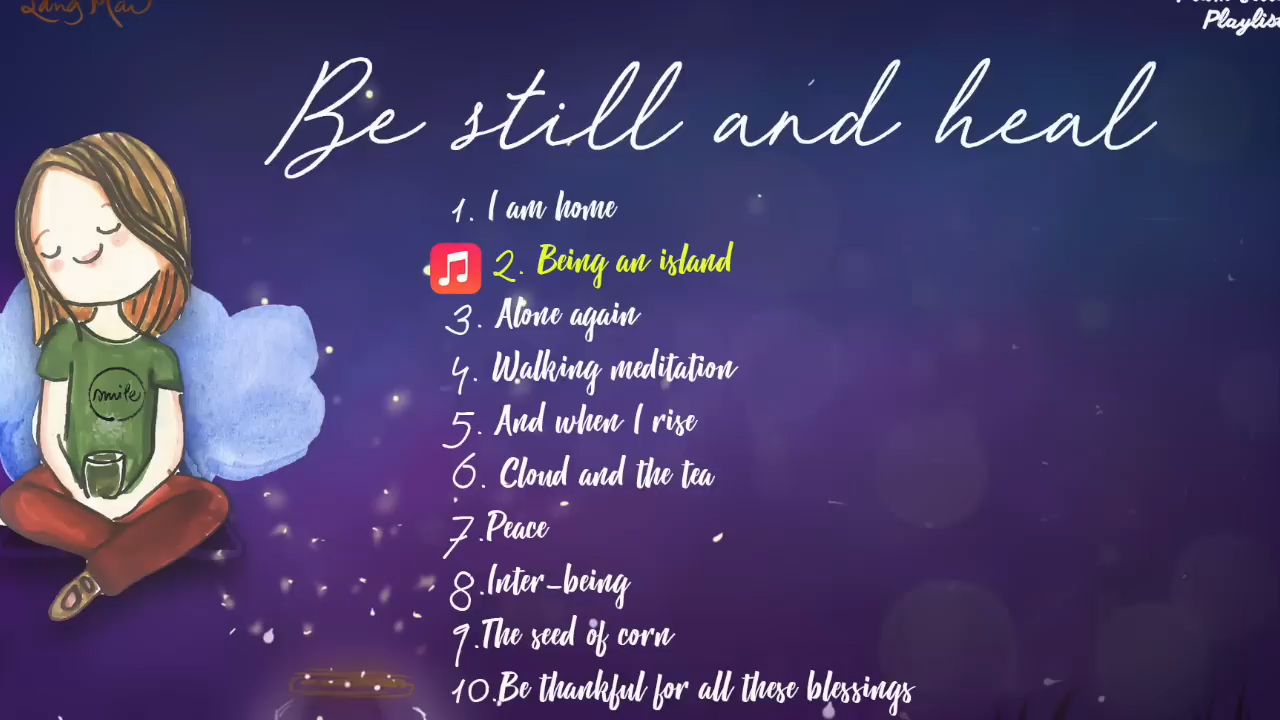 Lang Mai
Playlist
Be still and heal
1. I am home
2. Being an island
3. Alone again
4. Walking meditation
5. And when I rise
6. Cloud and the tea
7. Peace
8. Inter-being
9. The seed of corn
10. Be thankful for all these blessings
smile